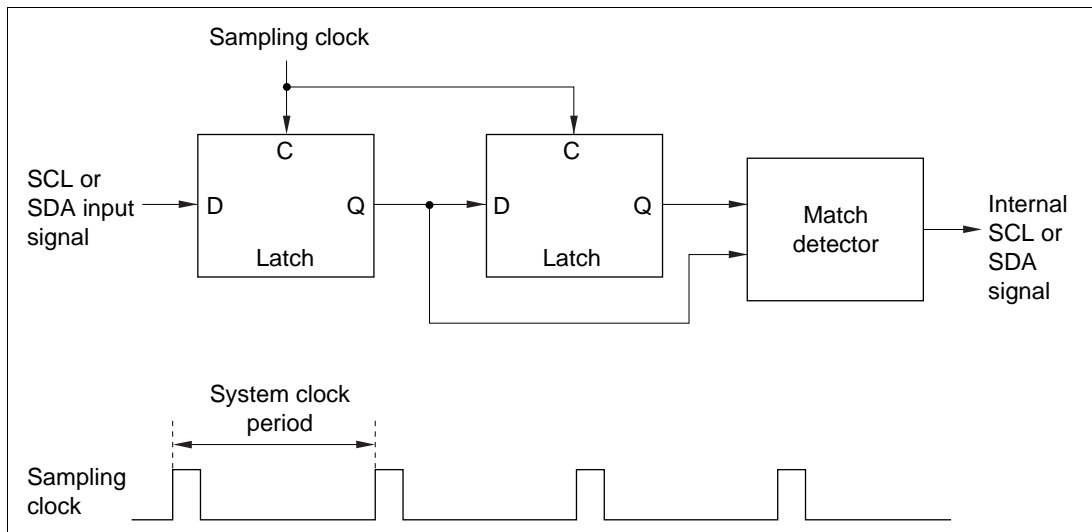 Sampling clock
C
C
SCL or
SDA input
signal
D
Q
D
Q
Latch
Latch
Match
detector
Internal
SCL or
SDA
signal
System clock
period
Sampling
clock